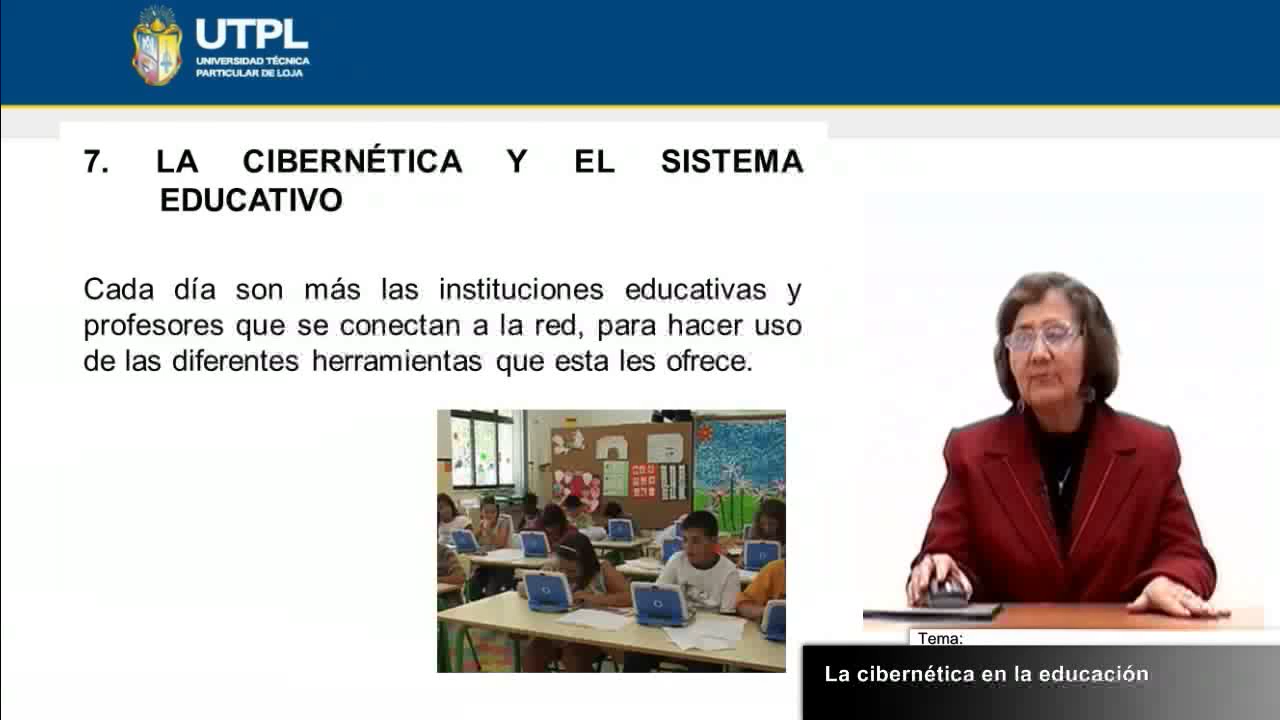 UTPL
UNIVERSIDAD TÉCNICA
PARTICULAR DE LOJA
7. LA CIBERNÉTICA Y EL SISTEMA
EDUCATIVO
Cada día son más las instituciones educativas y
profesores que se conectan a la red, para hacer uso
de las diferentes herramientas que esta les ofrece.
Tema:
La cibernética en la educación